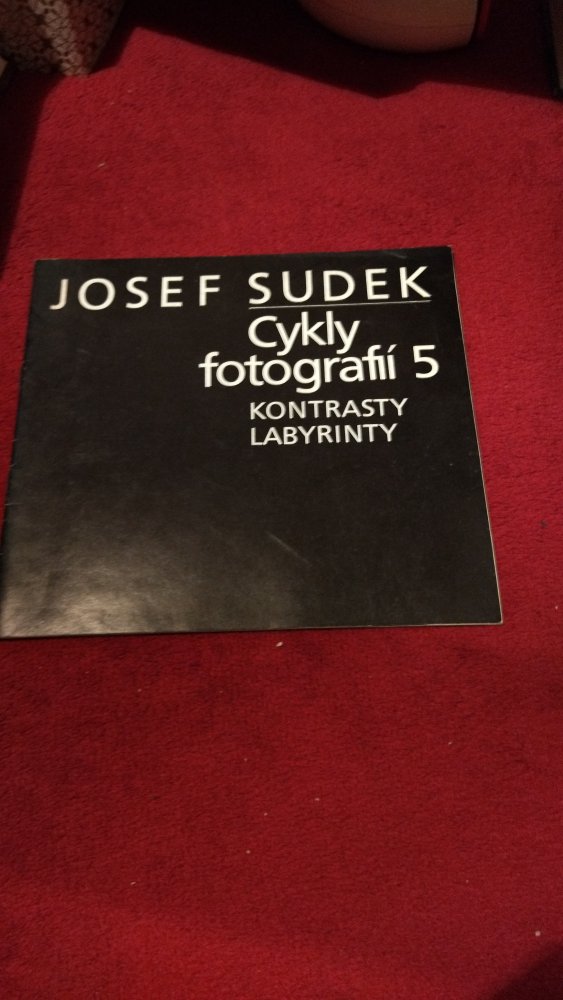 JOSEF SUDEK
Cykly
fotografií 5
KONTRASTY
LABYRINTY